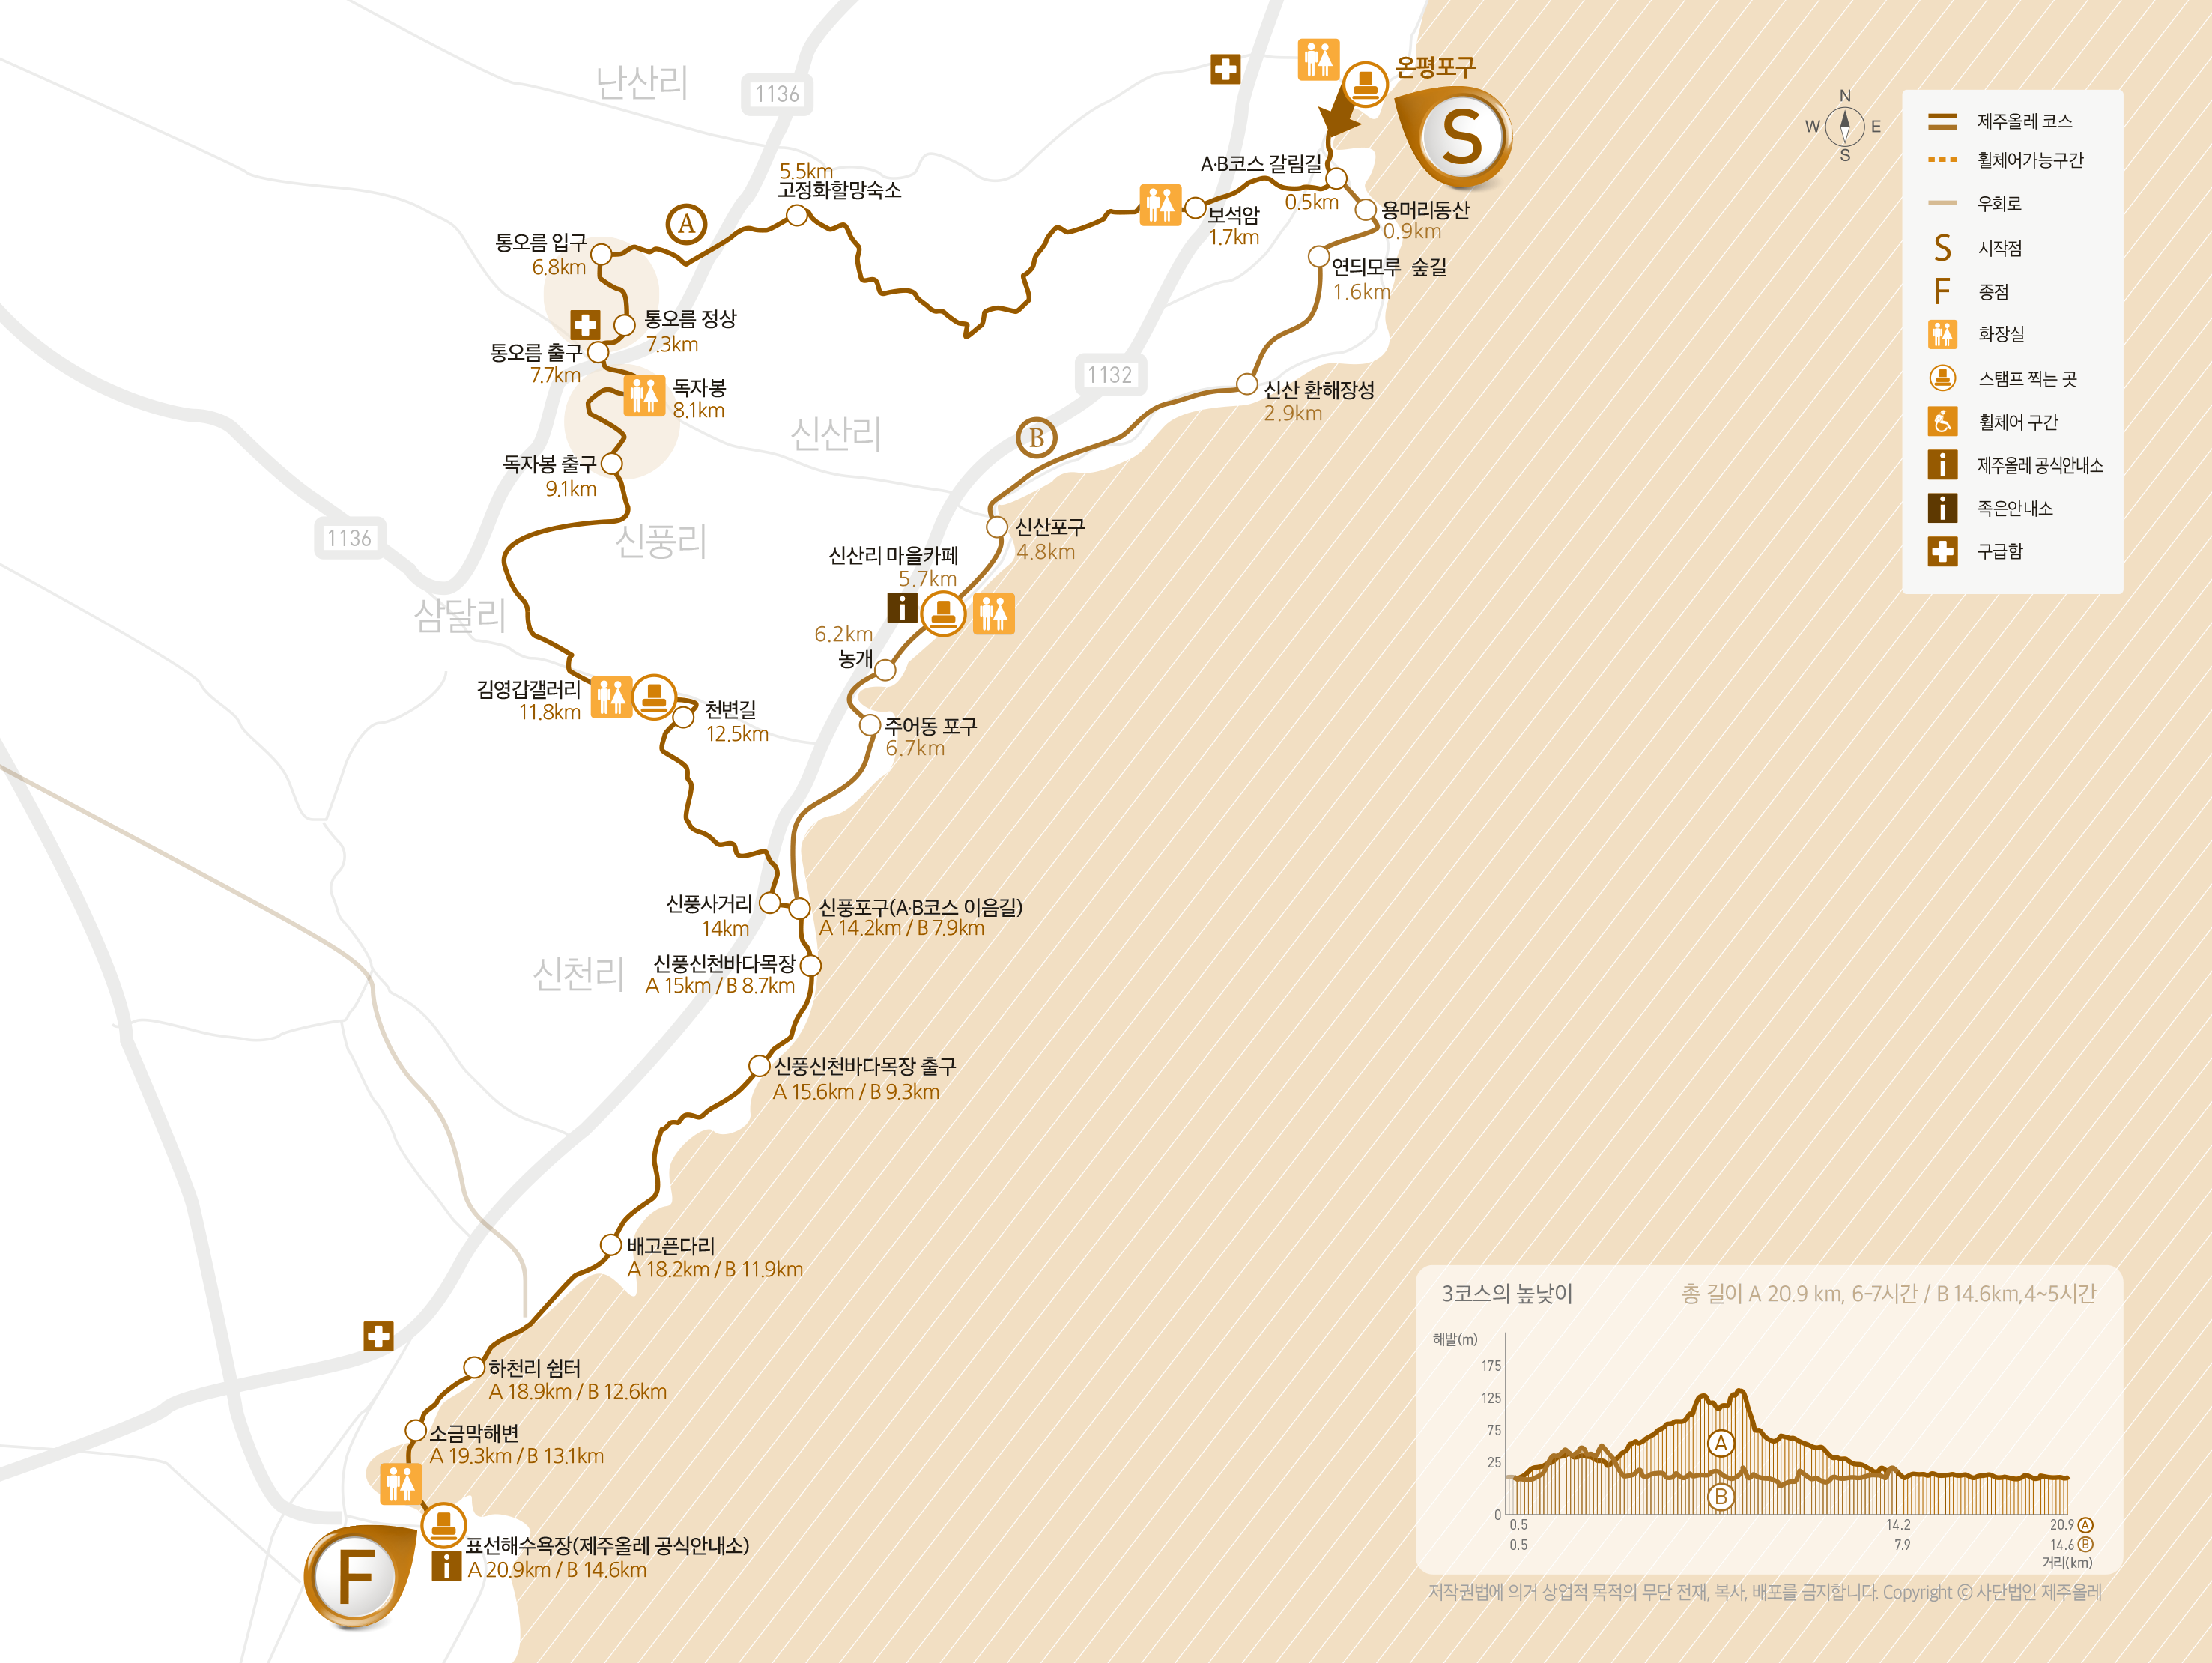 난산리
1136
온평포구
S
N
W E
S
A·B코스 갈림길
0.5km
5.5km
고정화할망숙소
보석암
1.7km
용머리동산
0.9km
통오름 입구
6.8km
A
연듸모루 숲길
1.6km
통오름 정상
7.3km
통오름 출구
7.7km
독자봉
8.1km
1132
신산 환해장성
2.9km
신산리
B
독자봉 출구
9.1km
1136
신풍리
신산포구
4.8km
신산리 마을카페
5.7km
삼달리
6.2km
농개
김영갑갤러리
11.8km
천변길
12.5km
주어동 포구
6.7km
신풍사거리
14km
신풍포구(A·B코스 이음길)
A 14.2km / B 7.9km
신천리
신풍신천바다목장
A 15km / B 8.7km
신풍신천바다목장 출구
A 15.6km / B 9.3km
배고픈다리
A 18.2km / B 11.9km
하천리 쉼터
A 18.9km / B 12.6km
소금막해변
A 19.3km / B 13.1km
표선해수욕장(제주올레 공식안내소)
A 20.9km / B 14.6km
F
제주올레 코스
휠체어가능구간
우회로
S 시작점
F 종점
화장실
스탬프 찍는 곳
휠체어 구간
제주올레 공식안내소
족은안내소
구급함
3코스의 높낮이
총 길이 A 20.9 km, 6-7시간 / B 14.6km,4~5시간
해발(m)
175
125
75
25
0
A
B
0.5 14.2 20.9 A
0.5 7.9 14.6 B
거리(km)
저작권법에 의거 상업적 목적의 무단 전재, 복사, 배포를 금지합니다. Copyright © 사단법인 제주올레